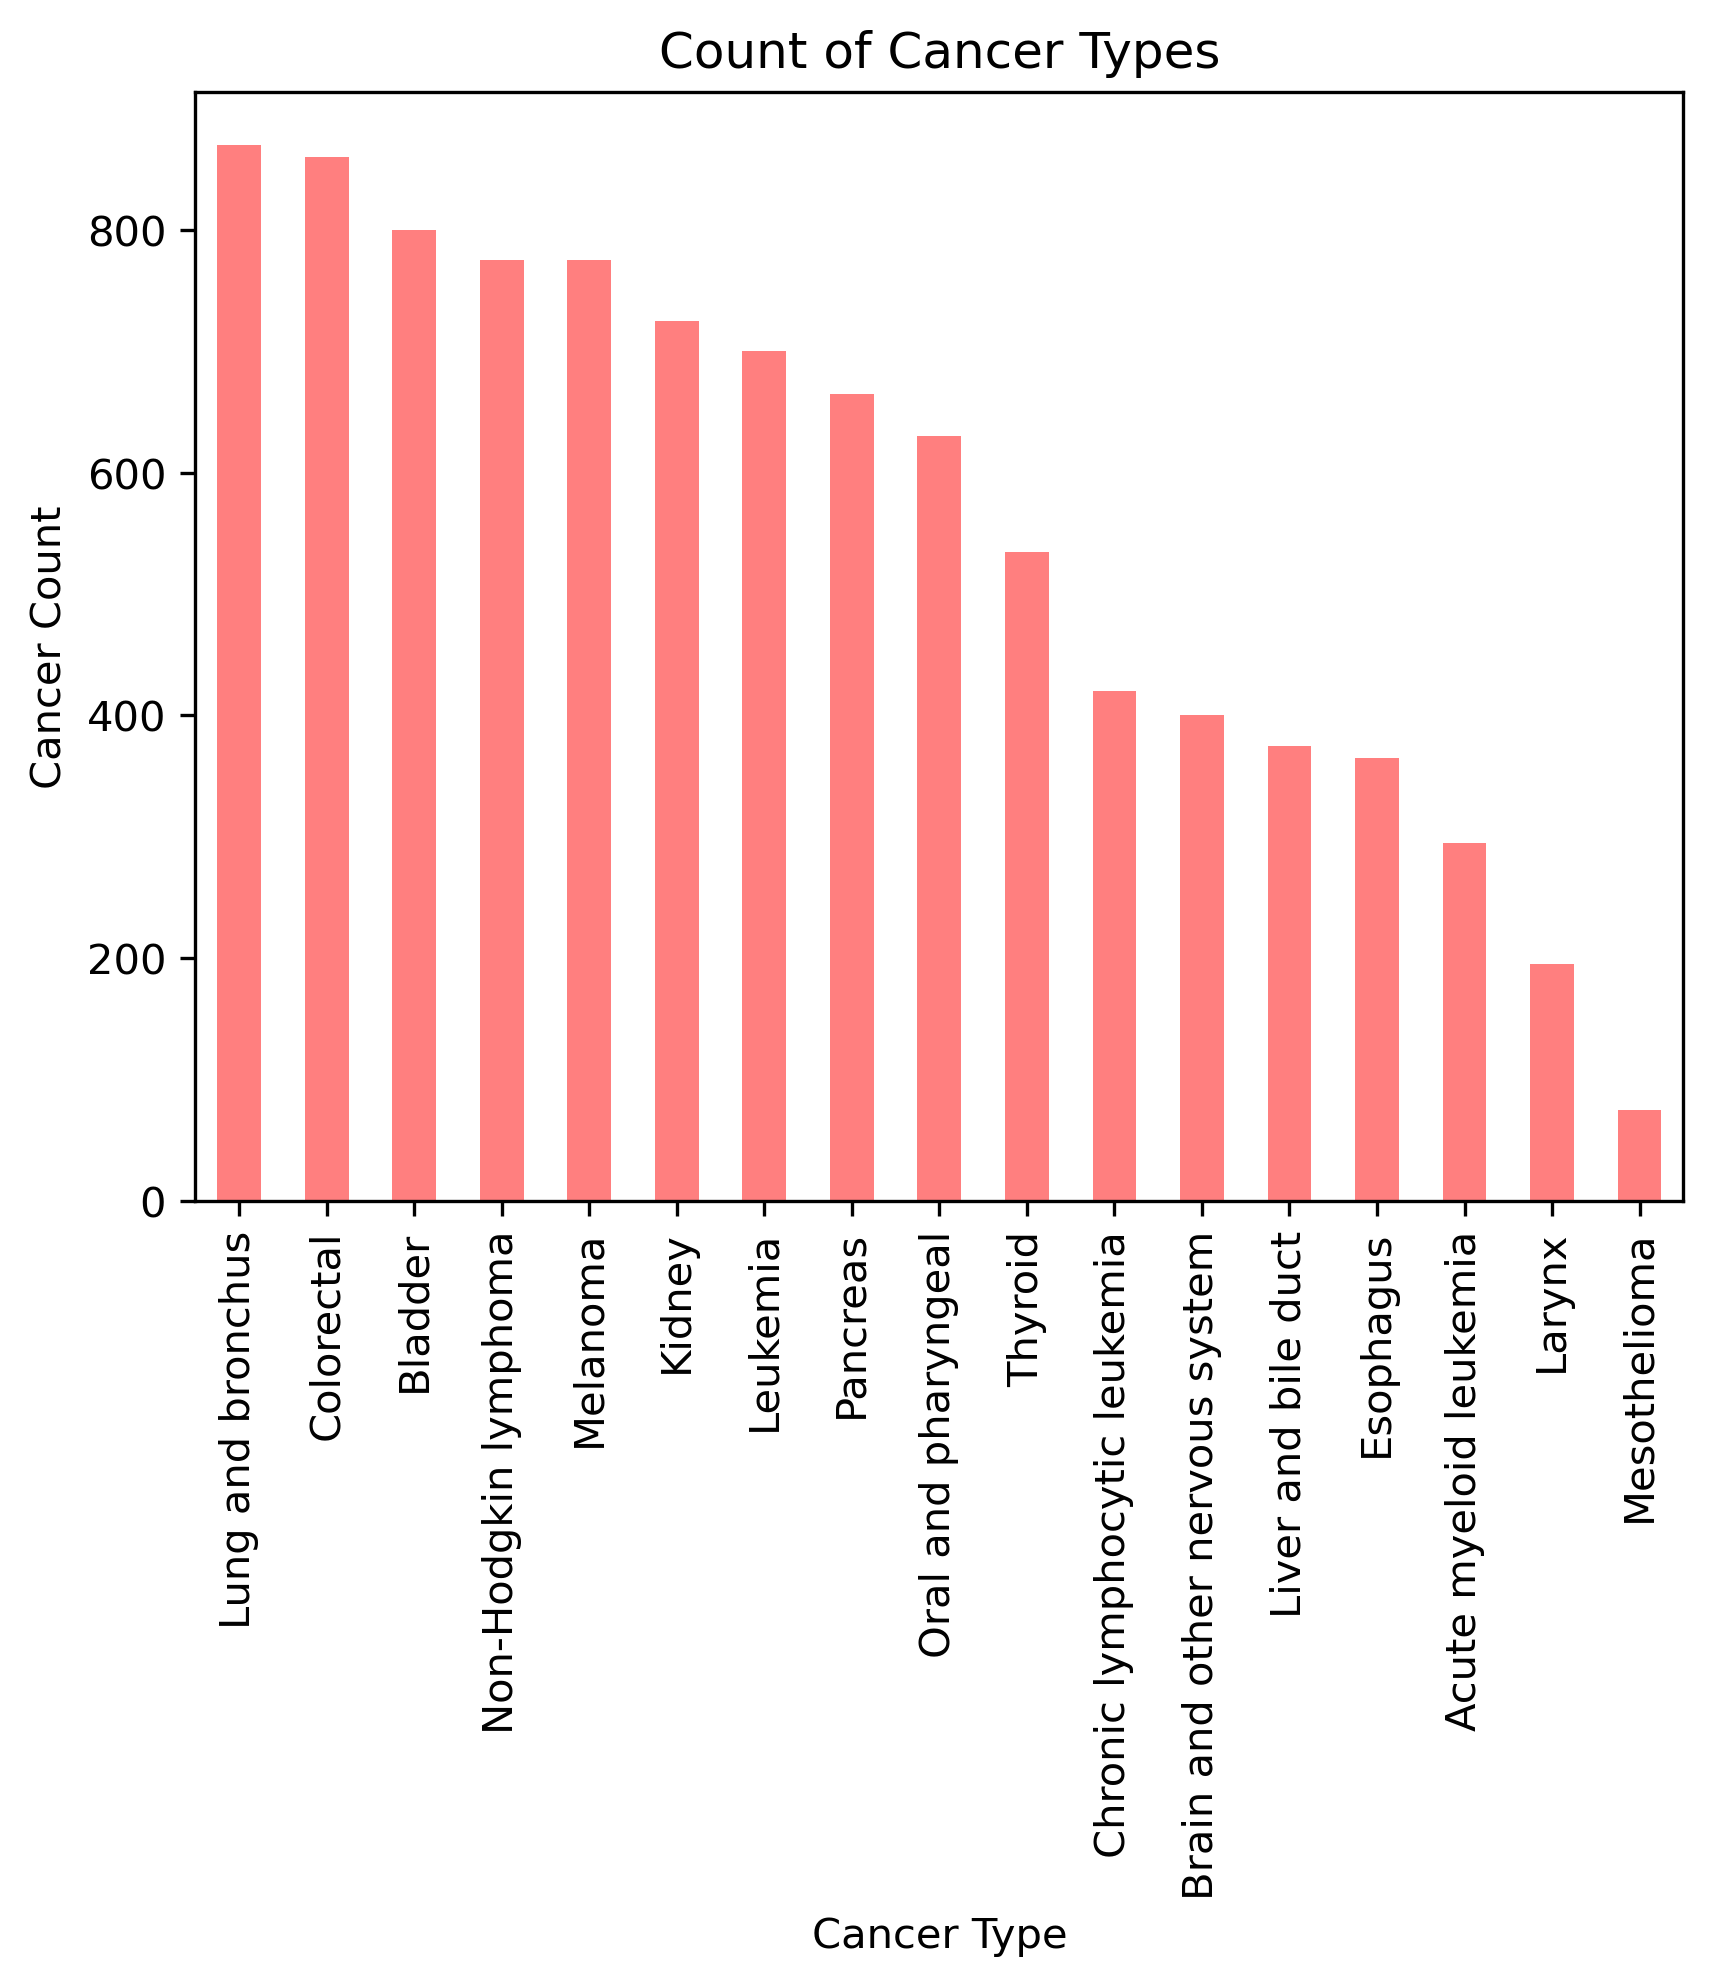 Count of Cancer Types
Cancer Count
800
600
400
200
0
Lung and bronchus
Colorectal
Bladder
Non-Hodgkin lymphoma
Melanoma
Kidney
Leukemia
Pancreas
Oral and pharyngeal
Thyroid
Chronic lymphocytic leukemia
Brain and other nervous system
Liver and bile duct
Esophagus
Acute myeloid leukemia
Larynx
Mesothelioma
Cancer Type